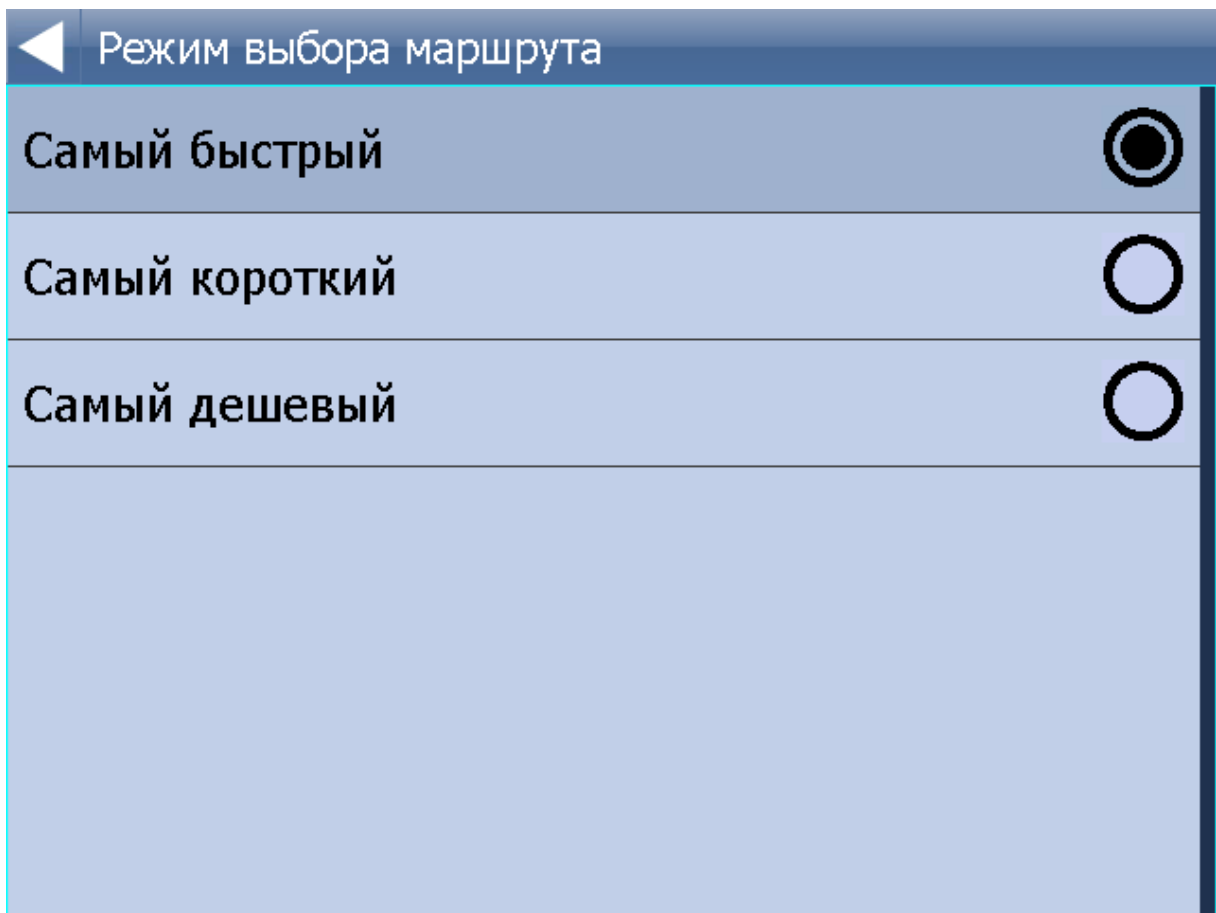 Режим выбора маршрута
Самый быстрый
Самый короткий
Самый дешевый